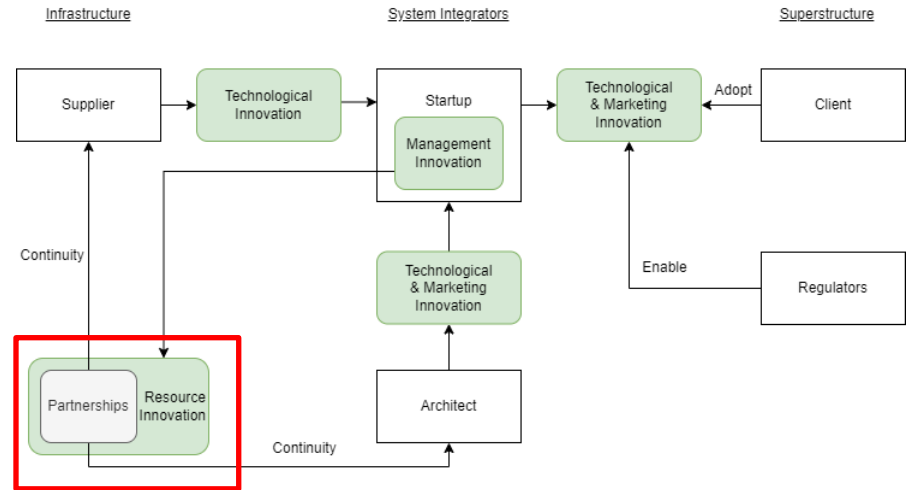 Infrastructure
System Integrators
Superstructure
Supplier
Technological
Innovation
Startup
Management
Innovation
Technological
& Marketing
Innovation
Adopt
Client
Continuity
Technological
& Marketing
Innovation
Enable
Regulators
Partnerships
Resource
Innovation
Architect
Continuity